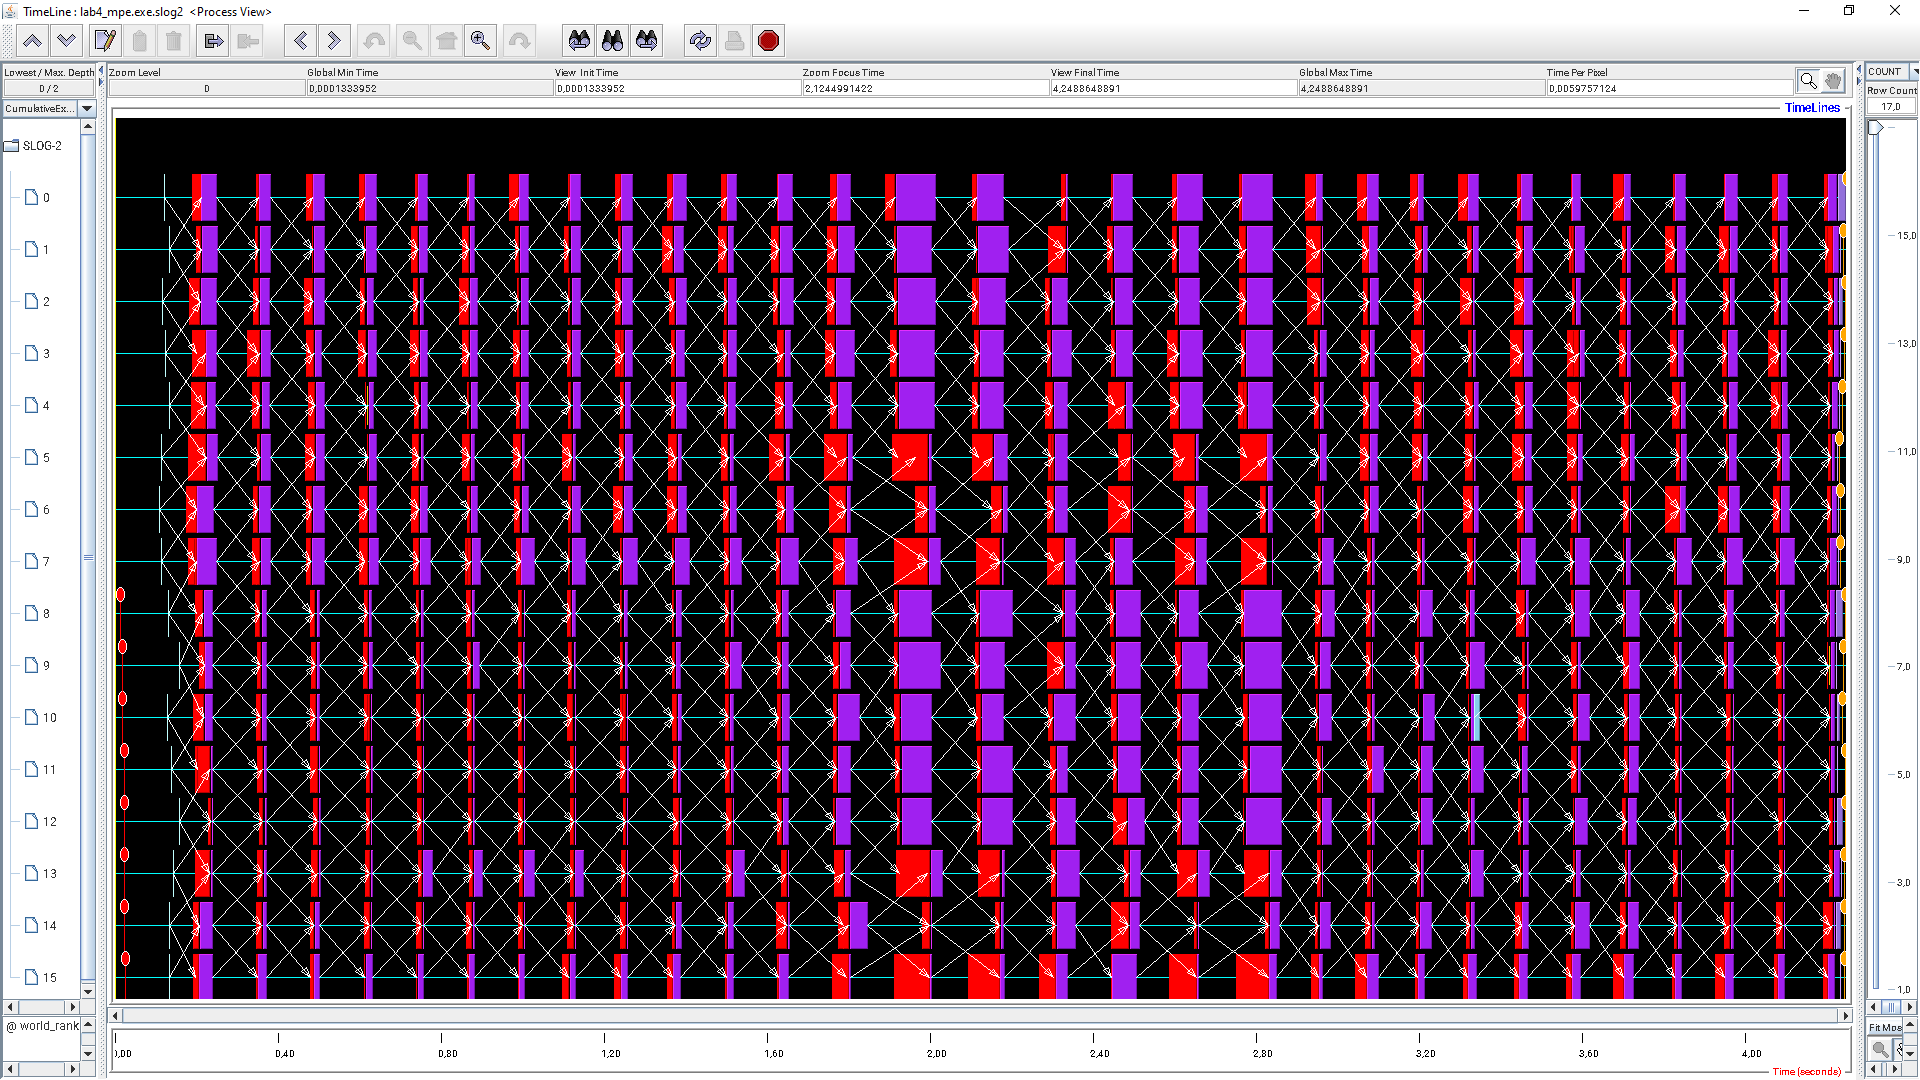 TimeLine : lab4_mpe.exe.slog2 <Process View>
Lowest / Max. Depth
0 / 2
CumulativeEx...
Zoom Level
0
Global Min Time
0,0001333952
View Init Time
0,0001333952
Zoom Focus Time
2,1244991422
View Final Time
4,2488648891
Global Max Time
4,2488648891
Time Per Pixel
0,0059757124
COUNT
Row Count
17,0
TimeLines
SLOG-2
0
1
2
3
4
5
6
7
8
9
10
11
12
13
14
15
15,0
13,0
11,0
9,0
7,0
5,0
3,0
1,0
@ world_rank
Fit Mos
0,00
0,40
0,80
1,20
1,60
2,00
2,40
2,80
3,20
3,60
4,00
Time (seconds)